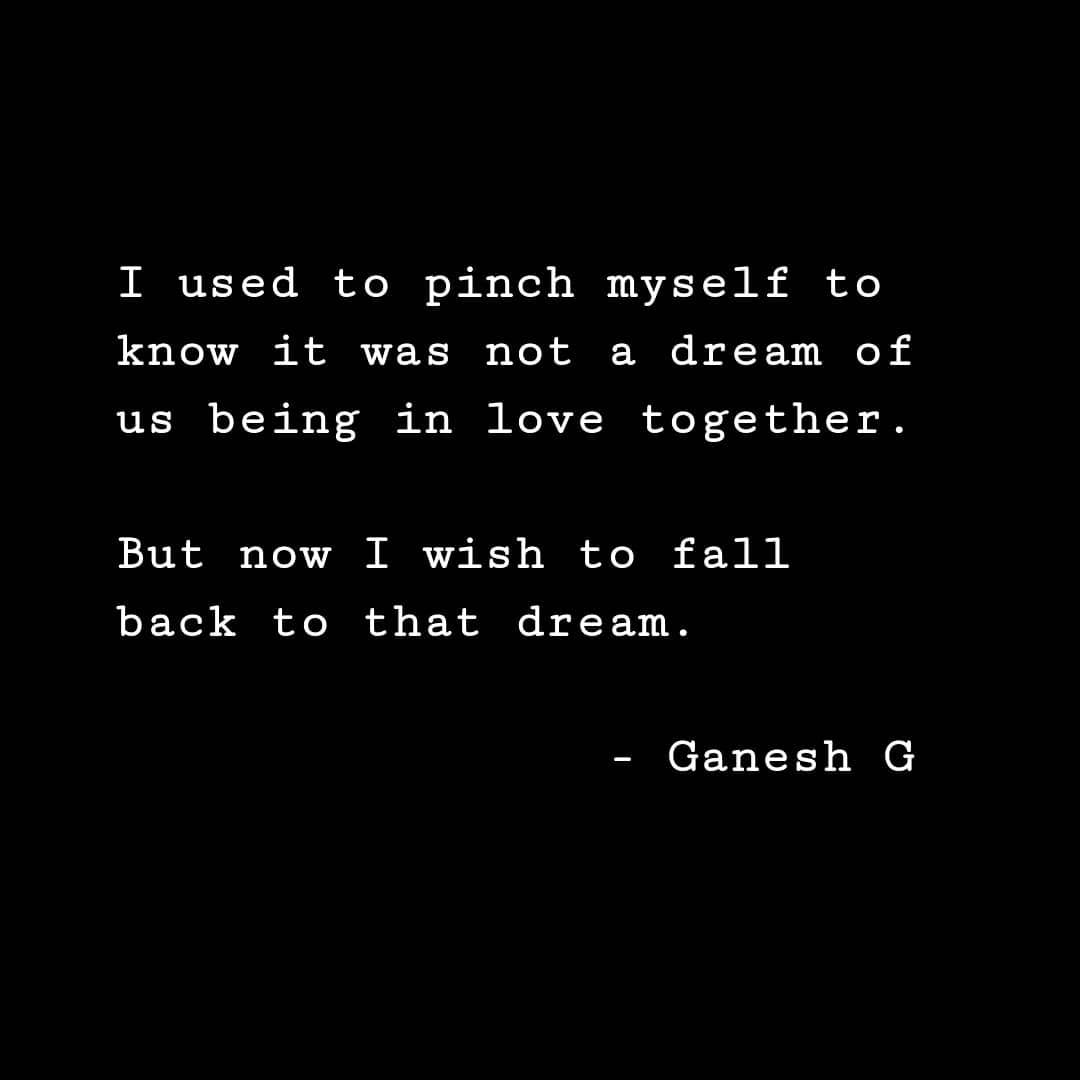 I used to pinch myself to
know it was not a dream of
us being in love together.
But now I wish to fall
back to that dream.
- Ganesh G